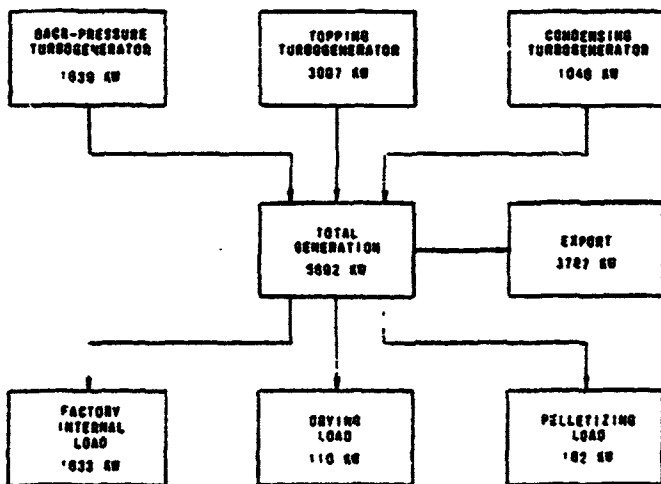 BACK-PRESSURE
TURBOGENERATOR
1639 KW
TOPPING
TURBOGENERATOR
3007 KW
CONDENSING
TURBOGENERATOR
1046 KW
TOTAL
GENERATION
5692 KW
EXPORT
3787 KW
FACTORY
INTERNAL
LOAD
1633 KW
DRYING
LOAD
110 KW
PELLETIZING
LOAD
162 KW